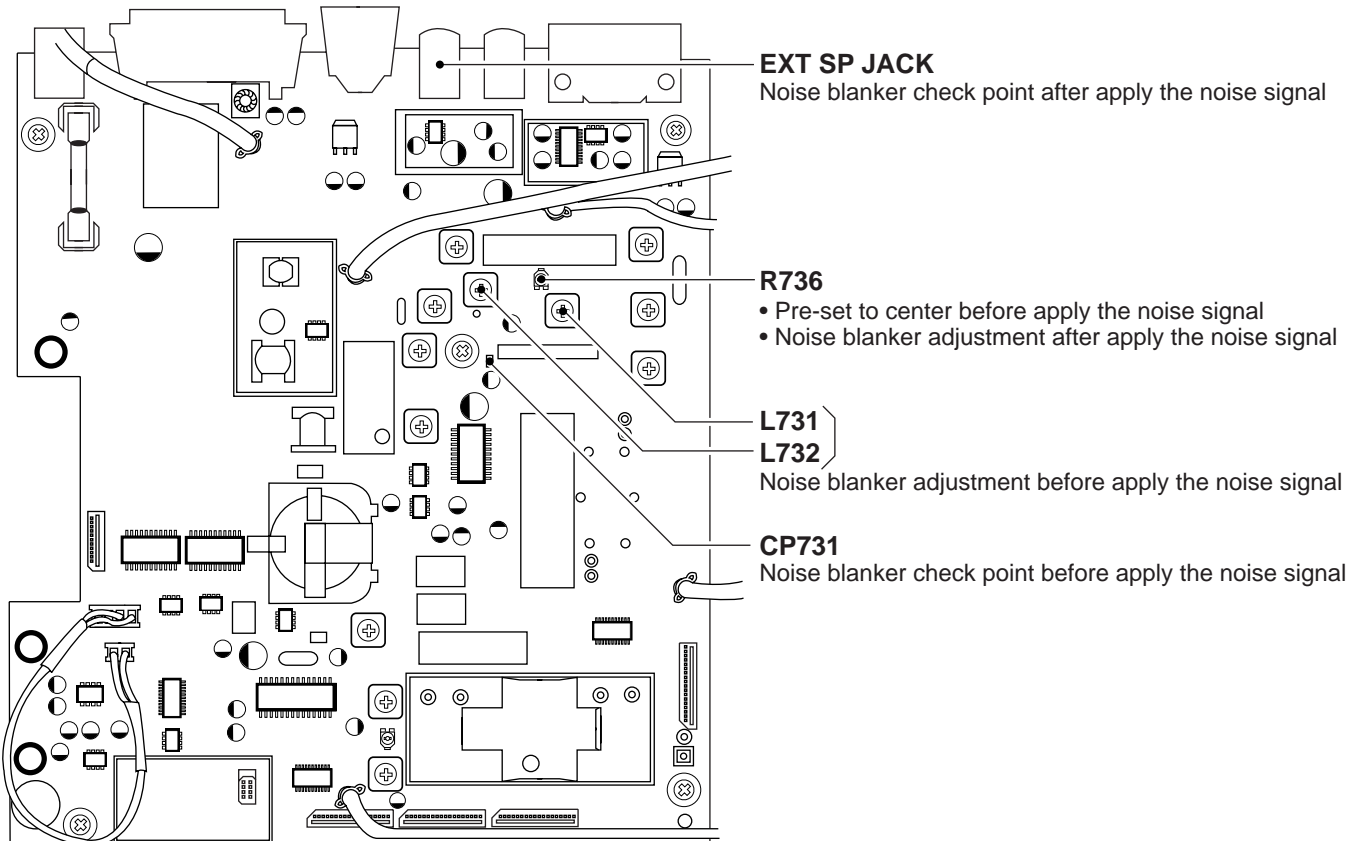 EXT SP JACK
Noise blanker check point after apply the noise signal
R736
• Pre-set to center before apply the noise signal
• Noise blanker adjustment after apply the noise signal
L731
L732
Noise blanker adjustment before apply the noise signal
CP731
Noise blanker check point before apply the noise signal